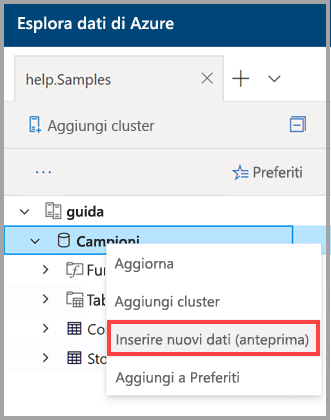 Esplora dati di Azure
help.Samples
Aggiungi cluster
Preferiti
guida
Campioni
Fun
Tab
Co
Sto
Aggiorna
Aggiungi cluster
Inserire nuovi dati (anteprima)
Aggiungi a Preferiti